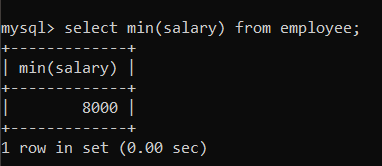 mysql> select min(salary) from employee;
+-------------+
| min(salary) |
+-------------+
|        8000 |
+-------------+
1 row in set (0.00 sec)